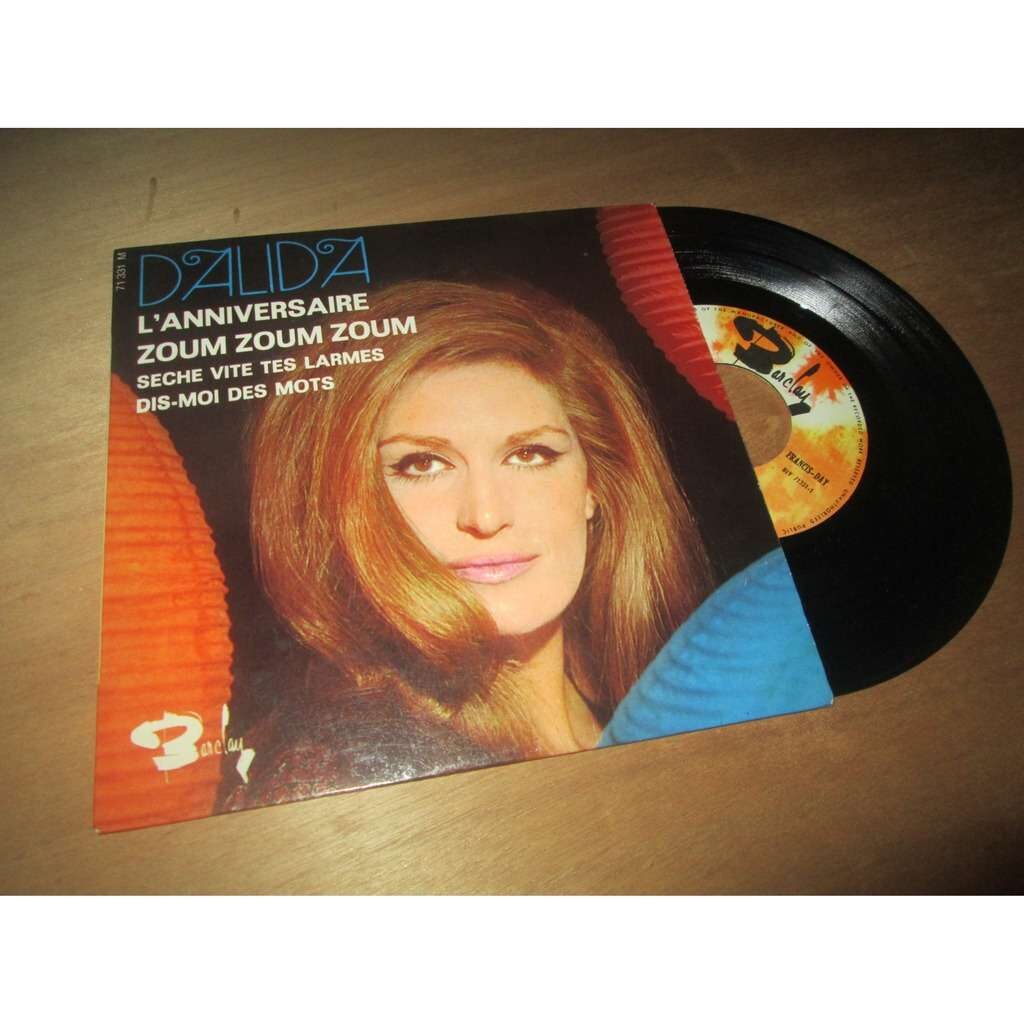 71 331 M
DALIDA
L'ANNIVERSAIRE
ZOUM ZOUM ZOUM
SECHE VITE TES LARMES
DIS-MOI DES MOTS
Barclay
Barclay
FRANCIS-DAY